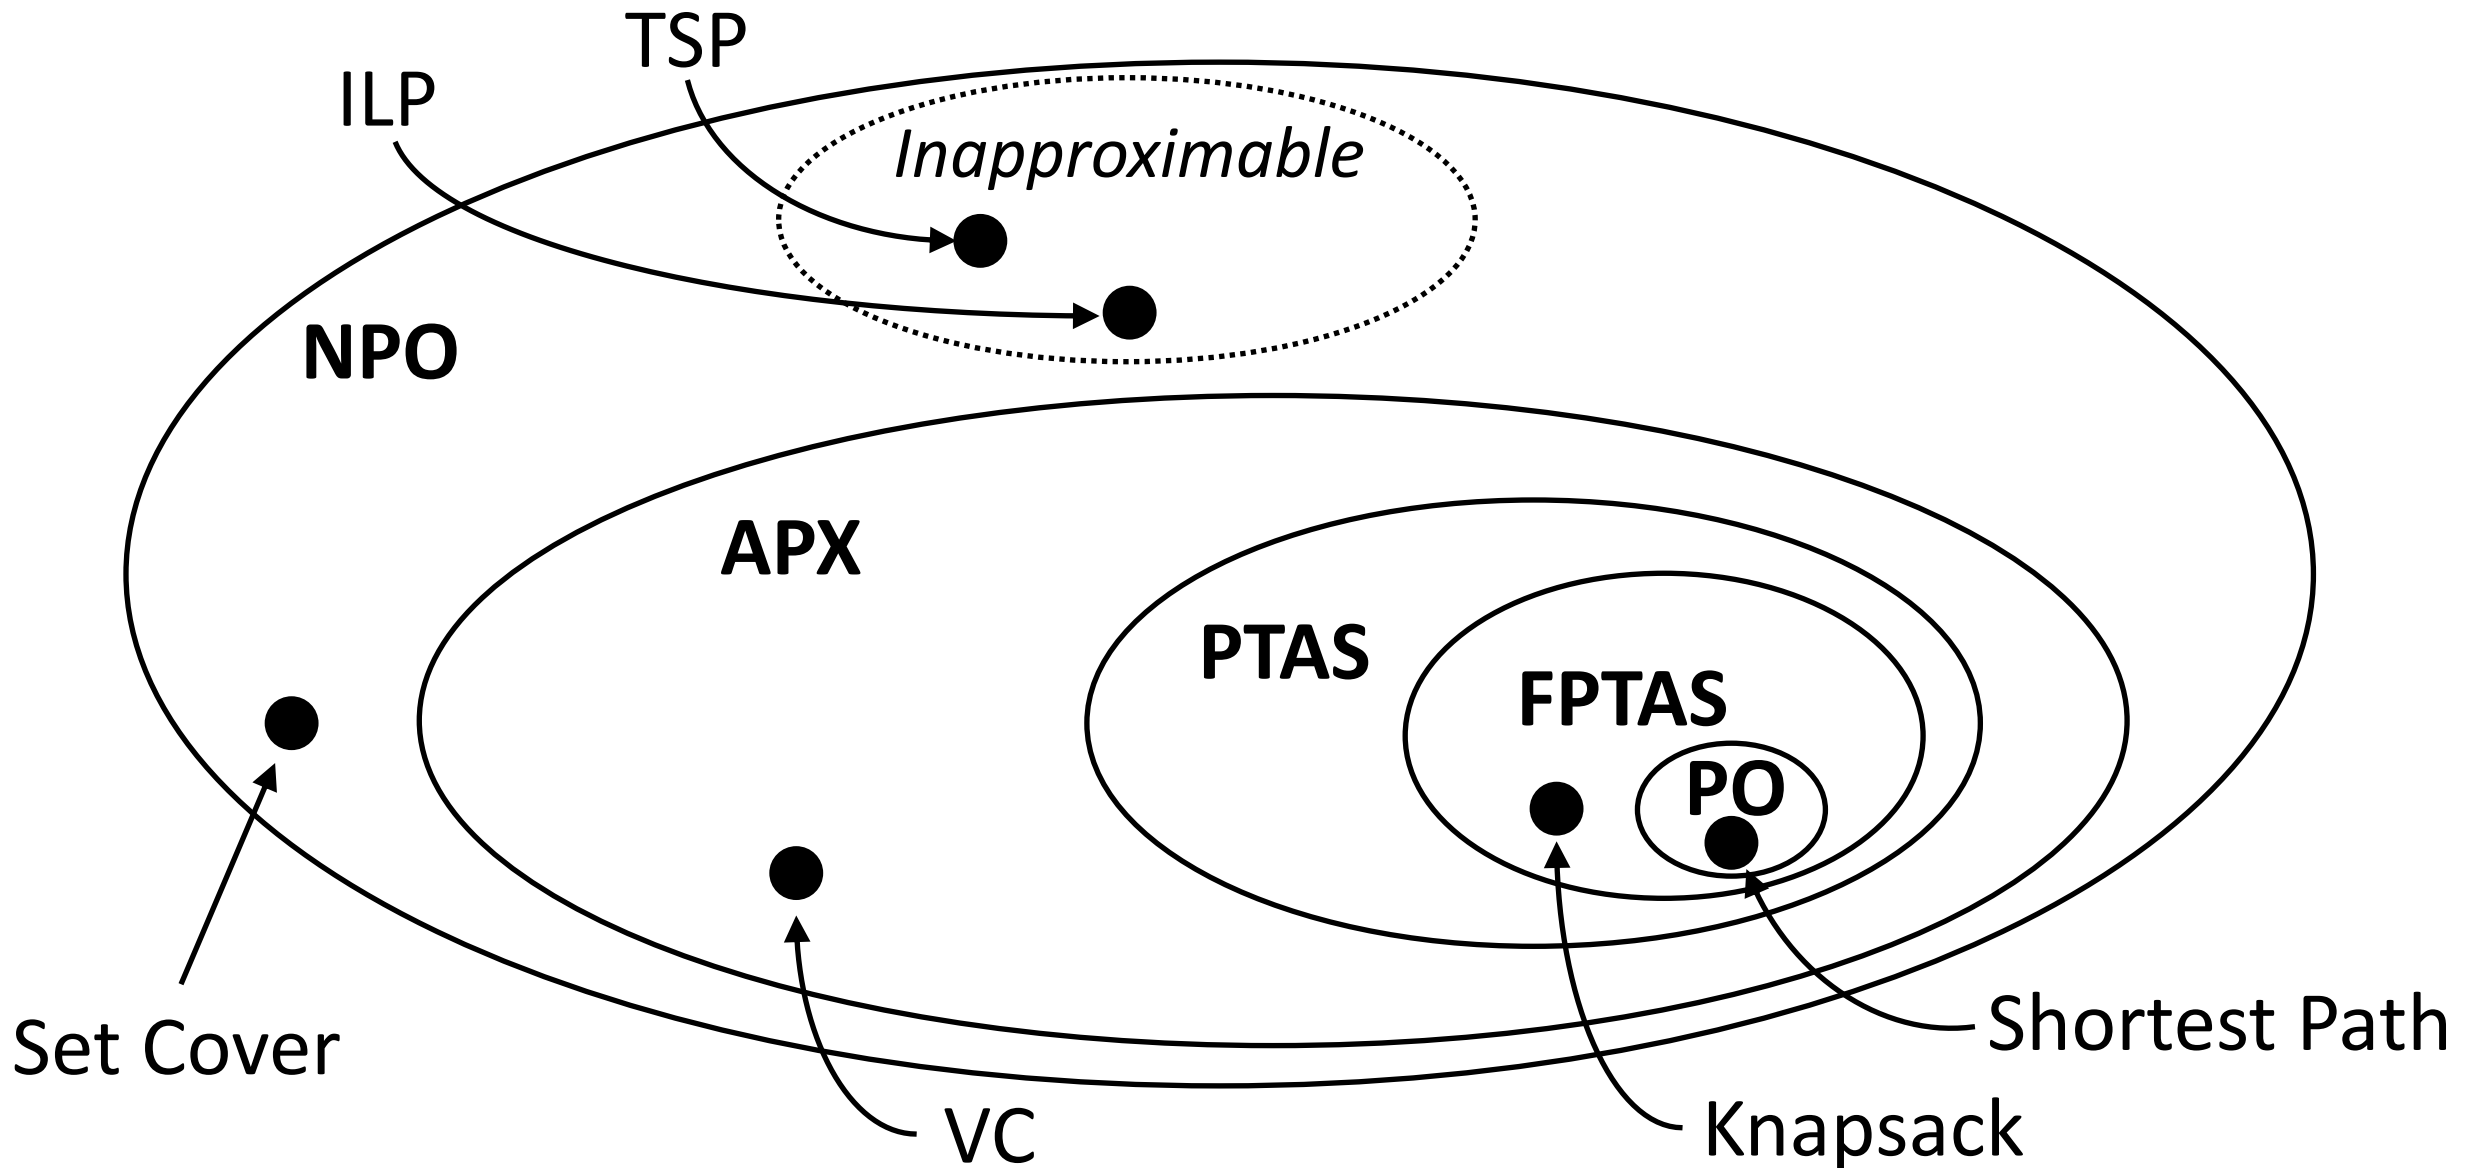 TSP
ILP
Inapproximable
NPO
APX
PTAS
FPTAS
PO
Set Cover
Shortest Path
VC
Knapsack